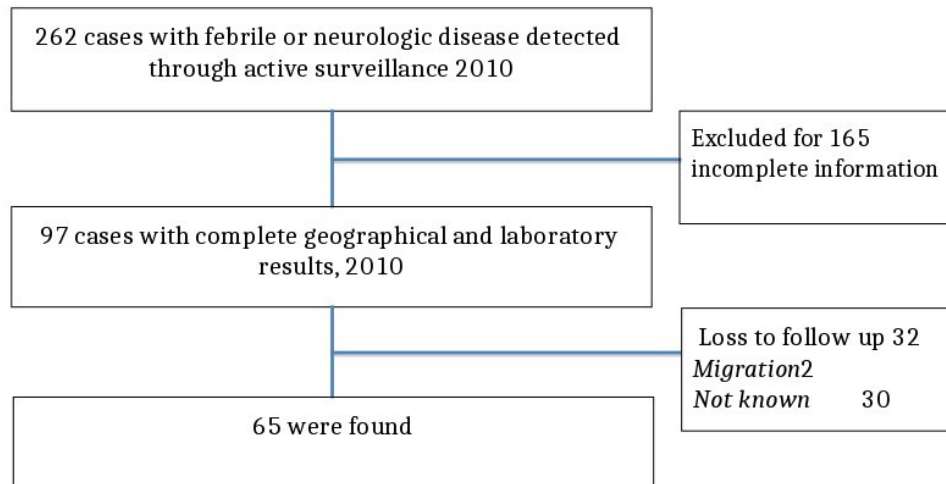 262 cases with febrile or neurologic disease detected
through active surveillance 2010
Excluded for 165
incomplete information
97 cases with complete geographical and laboratory
results, 2010
Loss to follow up 32
Migration2
Not known 30
65 were found